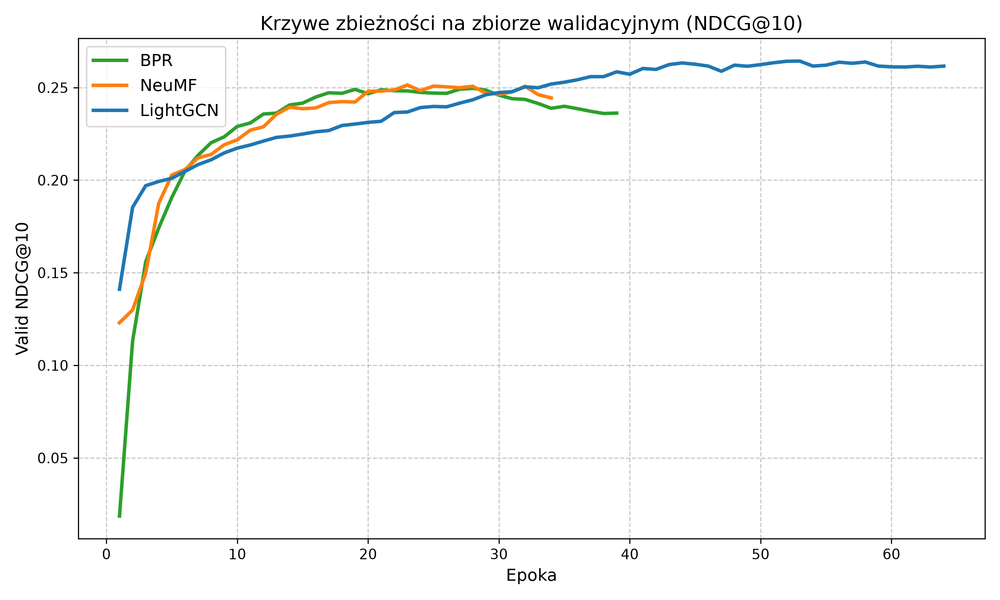 Krzywe zbieżności na zbiorze walidacyjnym (NDCG@10)
BPR
NeuMF
LightGCN
Valid NDCG@10
0.25
0.20
0.15
0.10
0.05
0 10 20 30 40 50 60
Epoka